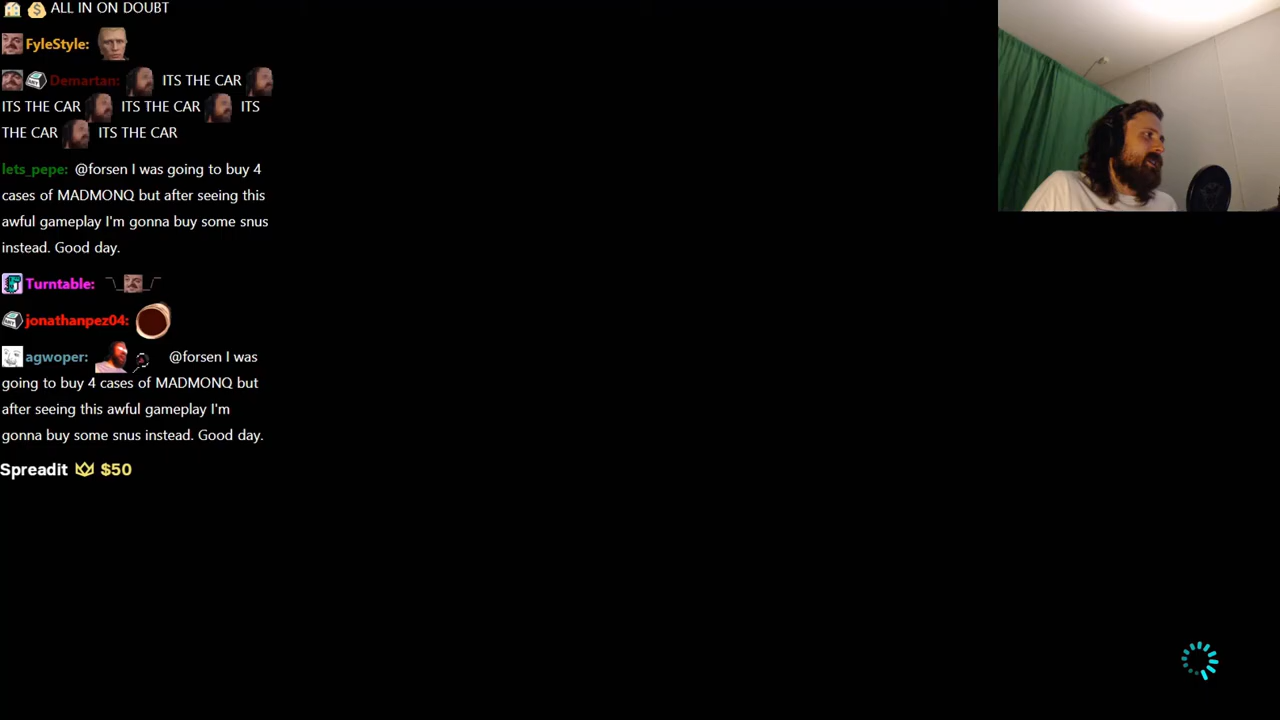 ALL IN ON DOUBT
FyleStyle:
Demartan: ITS THE CAR
ITS THE CAR ITS THE CAR ITS
THE CAR ITS THE CAR
lets_pepe: @forsen I was going to buy 4
cases of MADMONQ but after seeing this
awful gameplay I'm gonna buy some snus
instead. Good day.
Turntable: ¯\_ _/¯
jonathanpez04:
agwoper: @forsen I was
going to buy 4 cases of MADMONQ but
after seeing this awful gameplay I'm
gonna buy some snus instead. Good day.
Spreadit $50